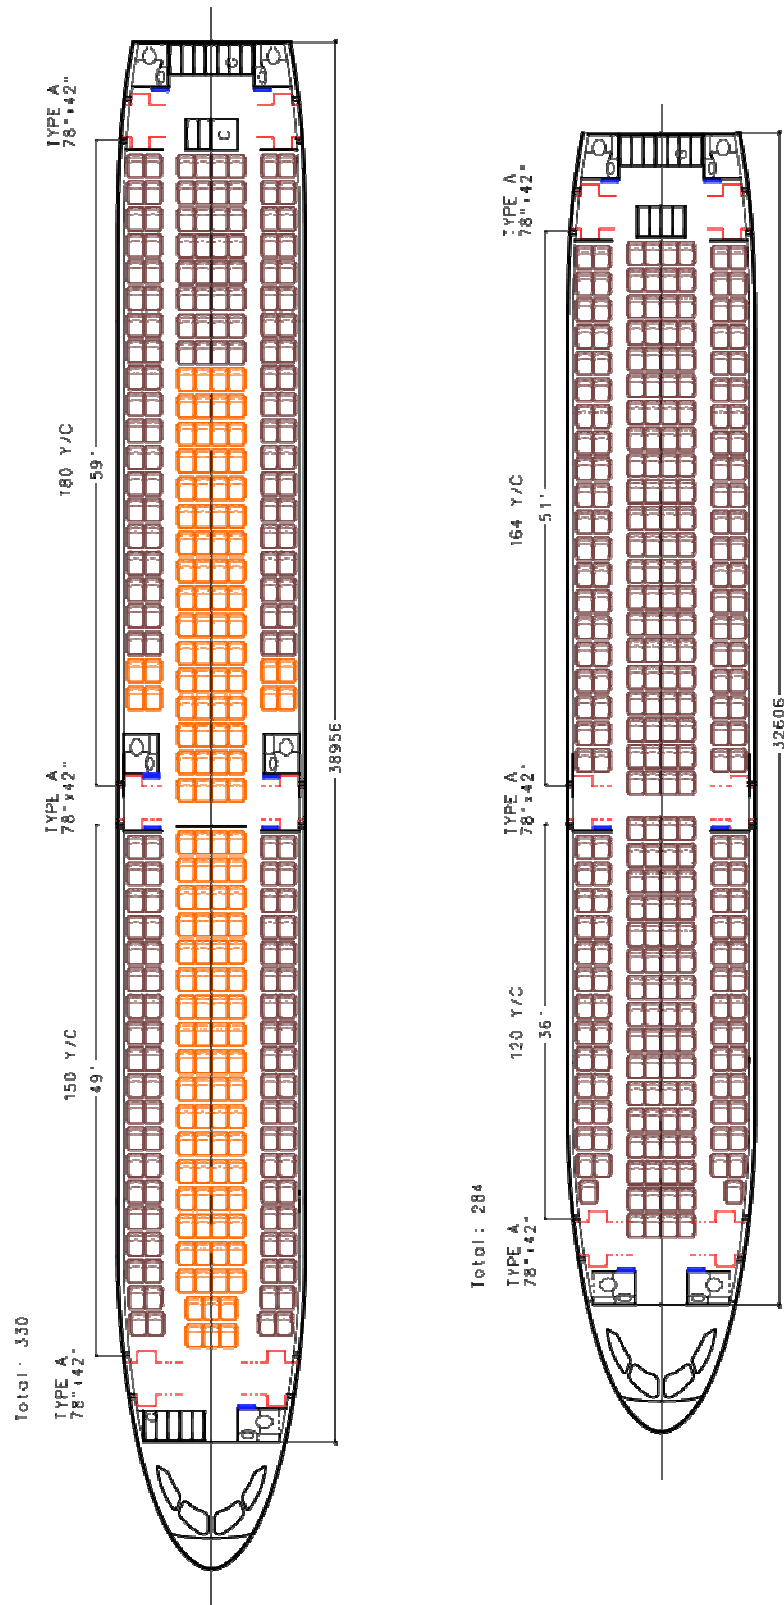 TYPE A
78"x42"
180 Y/C
59'
TYPE A
78"x42"
38956
150 Y/C
49'
Total: 330
TYPE A
78"x42"
C
TYPE A
78"x42"
164 Y/C
51'
TYPE A
78"x42"
32606
120 Y/C
36'
Total: 284
TYPE A
78"x42"